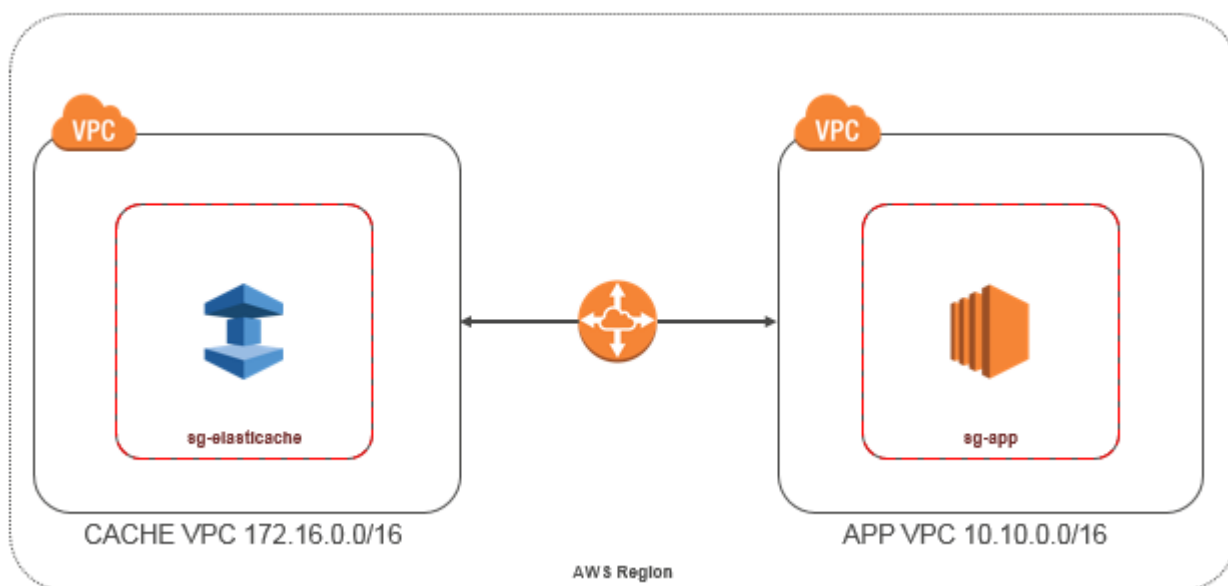 VPC
VPC
sg-elasticache
sg-app
CACHE VPC 172.16.0.0/16
APP VPC 10.10.0.0/16
AWS Region